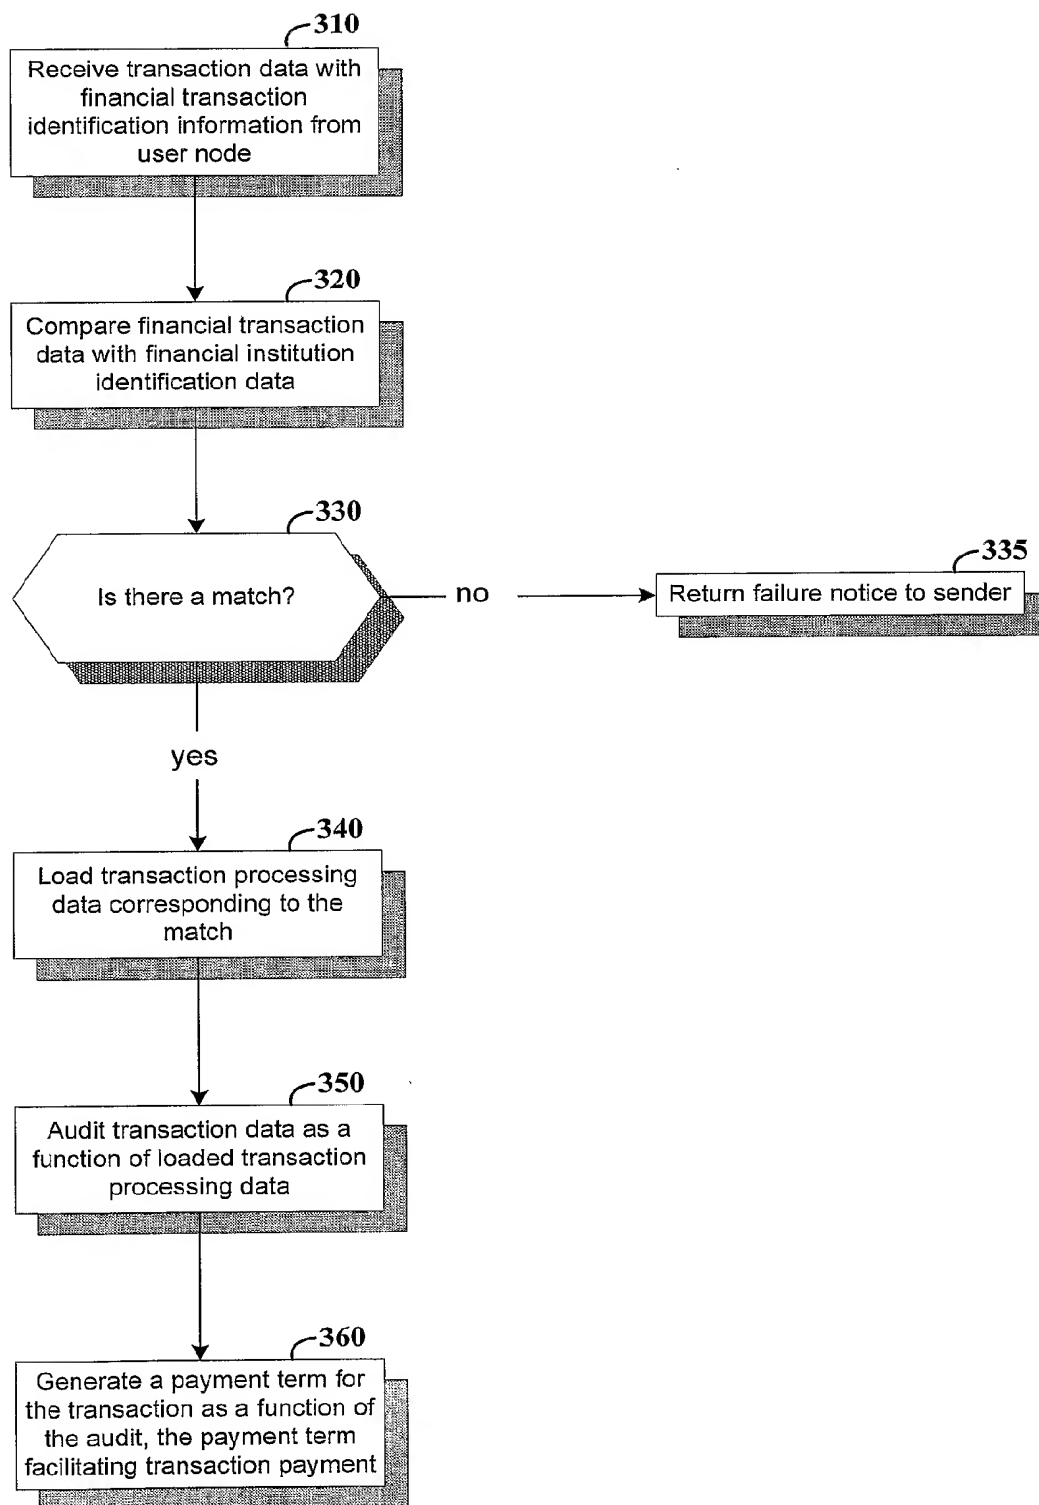 310
Receive transaction data with
financial transaction
identification information from
user node
320
Compare financial transaction
data with financial institution
identification data
330
Is there a match?
no
335
Return failure notice to sender
yes
340
Load transaction processing
data corresponding to the
match
350
Audit transaction data as a
function of loaded transaction
processing data
360
Generate a payment term for
the transaction as a function of
the audit, the payment term
facilitating transaction payment